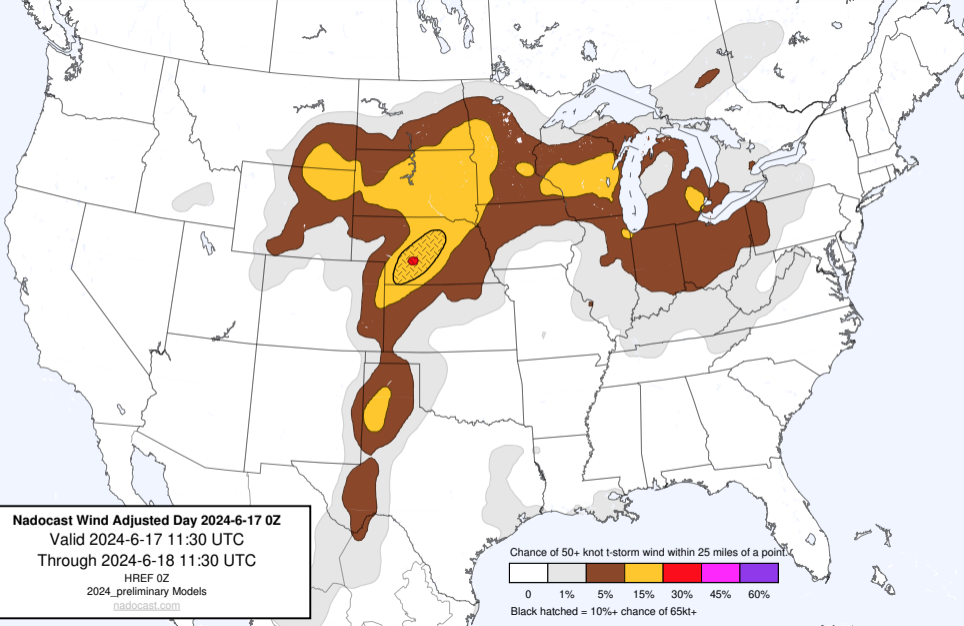 Nadocast Wind Adjusted Day 2024-6-17 0Z
Valid 2024-6-17 11:30 UTC
Through 2024-6-18 11:30 UTC
HREF 0Z
2024_preliminary Models
nadocast.com
Chance of 50+ knot t-storm wind within 25 miles of a point.
0 1% 5% 15% 30% 45% 60%
Black hatched = 10%+ chance of 65kt+